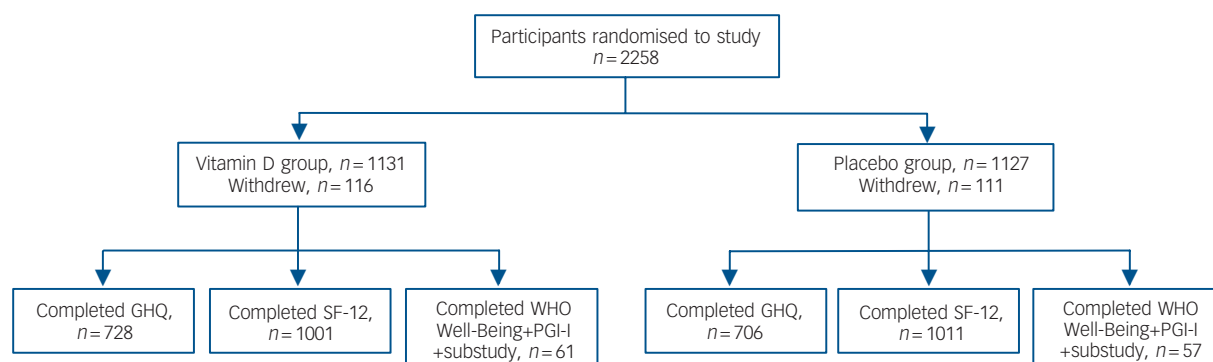 Participants randomised to study
n=2258
Vitamin D group, n=1131
Withdrew, n=116
Placebo group, n=1127
Withdrew, n=111
Completed GHQ,
n=728
Completed SF-12,
n=1001
Completed WHO
Well-Being+PGI-I
+substudy, n=61
Completed GHQ,
n=706
Completed SF-12,
n=1011
Completed WHO
Well-Being+PGI-I
+substudy, n=57